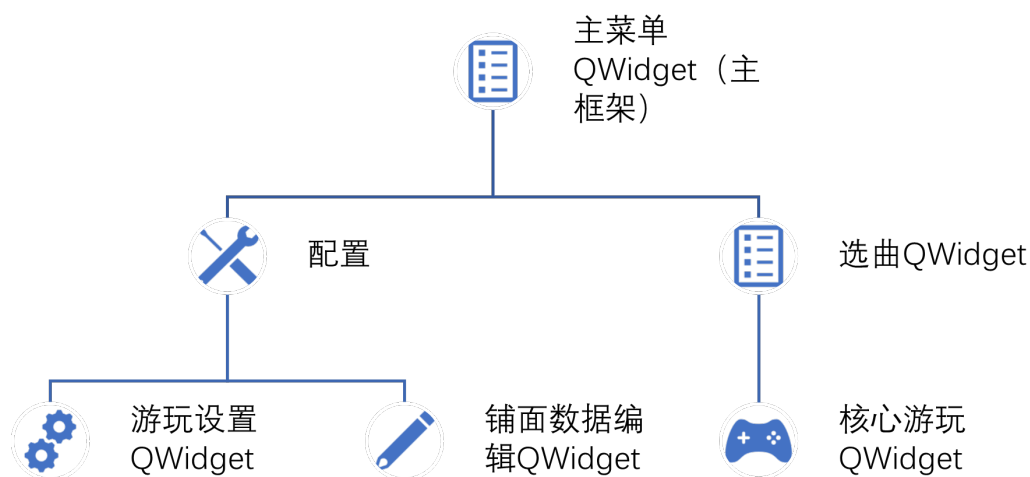 主菜单
QWidget（主
框架）
配置
选曲QWidget
游玩设置
QWidget
铺面数据编
辑QWidget
核心游玩
QWidget